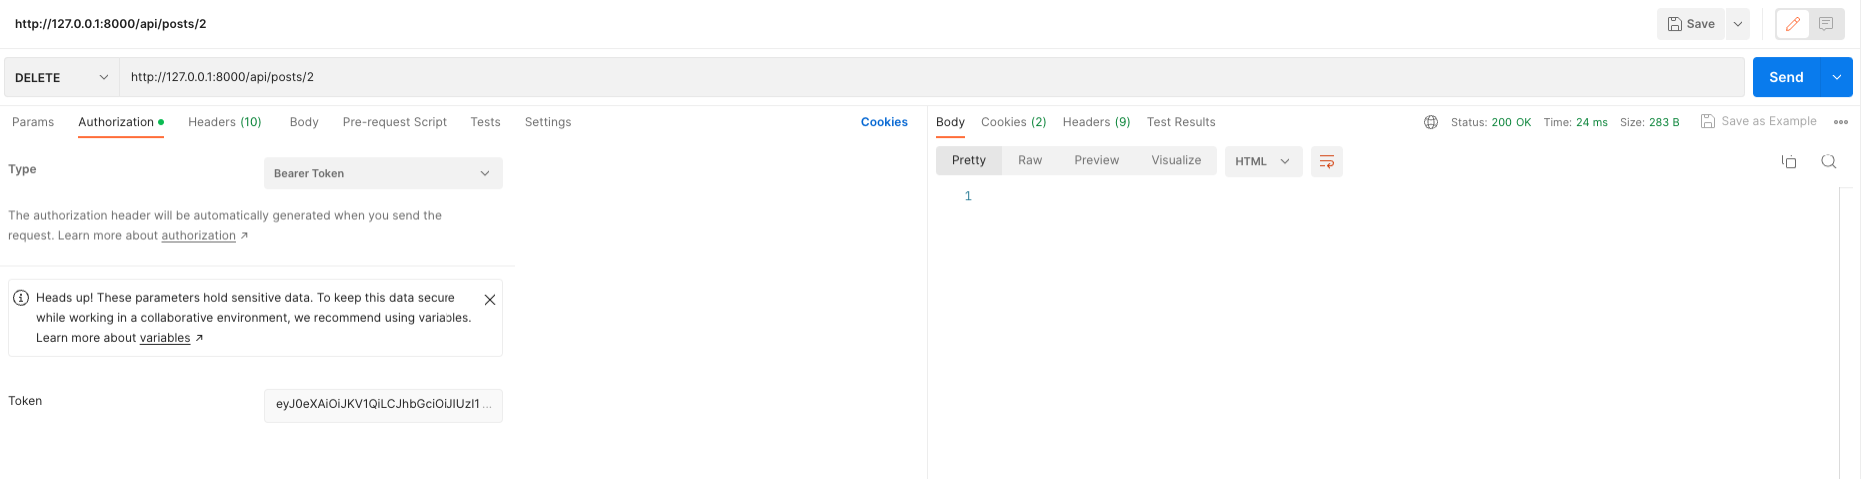 http://127.0.0.1:8000/api/posts/2
Save
DELETE
http://127.0.0.1:8000/api/posts/2
Send
Params Authorization Headers (10) Body Pre-request Script Tests Settings Cookies
Type
Bearer Token
The authorization header will be automatically generated when you send the
request. Learn more about authorization ↗
Heads up! These parameters hold sensitive data. To keep this data secure
while working in a collaborative environment, we recommend using variables.
Learn more about variables ↗
Token
eyJ0eXAiOiJKV1QiLCJhbGciOiJIUzI1 ...
Body Cookies (2) Headers (9) Test Results
Status: 200 OK Time: 24 ms Size: 283 B Save as Example
Pretty Raw Preview Visualize HTML
1